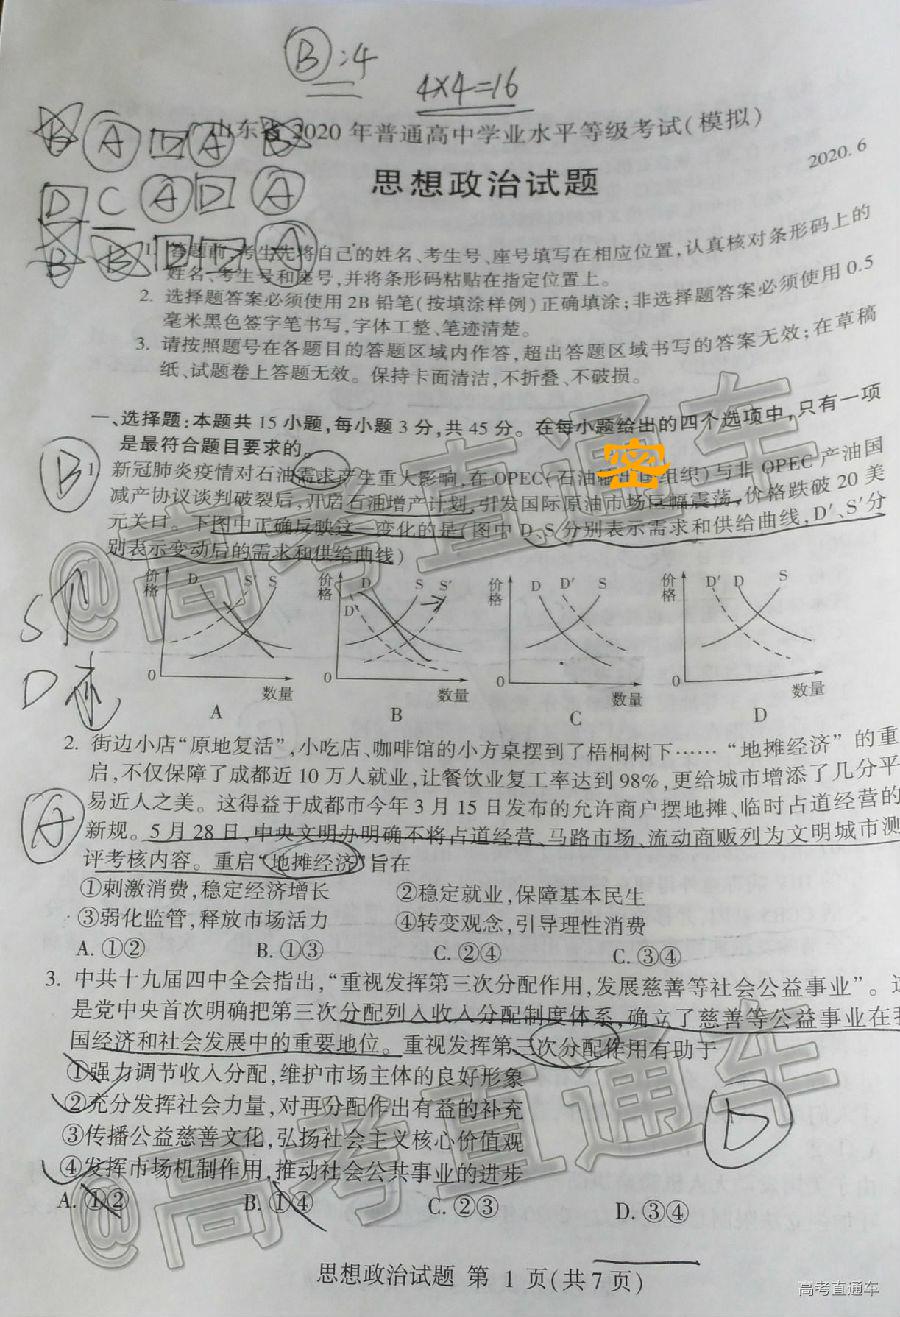 B:4
4×4=16
B A D A B
山东省2020年普通高中学业水平等级考试(模拟)
2020.6
D C A D A
思想政治试题
B B D D A
1. 答题前,考生先将自己的姓名、考生号、座号填写在相应位置,认真核对条形码上的
姓名、考生号和座号,并将条形码粘贴在指定位置上。
2. 选择题答案必须使用2B铅笔(按填涂样例)正确填涂;非选择题答案必须使用0.5
毫米黑色签字笔书写,字体工整、笔迹清楚。
3. 请按照题号在各题目的答题区域内作答,超出答题区域书写的答案无效;在草稿
纸、试题卷上答题无效。保持卡面清洁,不折叠、不破损。
一、选择题:本题共15小题,每小题3分,共45分。在每小题给出的四个选项中,只有一项
是最符合题目要求的。
密
B
1 新冠肺炎疫情对石油需求产生重大影响,在OPEC(石油输出国组织)与非OPEC产油国
减产协议谈判破裂后,开启石油增产计划,引发国际原油市场巨幅震荡,价格跌破20美
元关口。下图中正确反映这一变化的是(图中D、S分别表示需求和供给曲线,D′、S′分
别表示变动后的需求和供给曲线)
价格 D S′ S 0 数量 A
价格 D D′ S S′ 0 数量 B
价格 D D′ S 0 数量 C
价格 D′ D S 0 数量 D
S
D
2. 街边小店“原地复活”,小吃店、咖啡馆的小方桌摆到了梧桐树下……“地摊经济”的重
启,不仅保障了成都近10万人就业,让餐饮业复工率达到98%,更给城市增添了几分平
易近人之美。这得益于成都市今年3月15日发布的允许商户摆地摊、临时占道经营的
A
新规。5月28日,中央文明办明确不将占道经营、马路市场、流动商贩列为文明城市测
评考核内容。重启“地摊经济”旨在
①刺激消费,稳定经济增长 ②稳定就业,保障基本民生
③弱化监管,释放市场活力 ④转变观念,引导理性消费
A. ①② B. ①③ C. ②④ C. ③④
3. 中共十九届四中全会指出,“重视发挥第三次分配作用,发展慈善等社会公益事业”。这
是党中央首次明确把第三次分配列入收入分配制度体系,确立了慈善等公益事业在我
国经济和社会发展中的重要地位。重视发挥第三次分配作用有助于
①强力调节收入分配,维护市场主体的良好形象
②充分发挥社会力量,对再分配作出有益的补充
③传播公益慈善文化,弘扬社会主义核心价值观
D
④发挥市场机制作用,推动社会公共事业的进步
A. ①② B. ①④ C. ②③ D. ③④
@高考直通车
@高考直通车
思想政治试题 第 1 页(共7页)
高考直通车